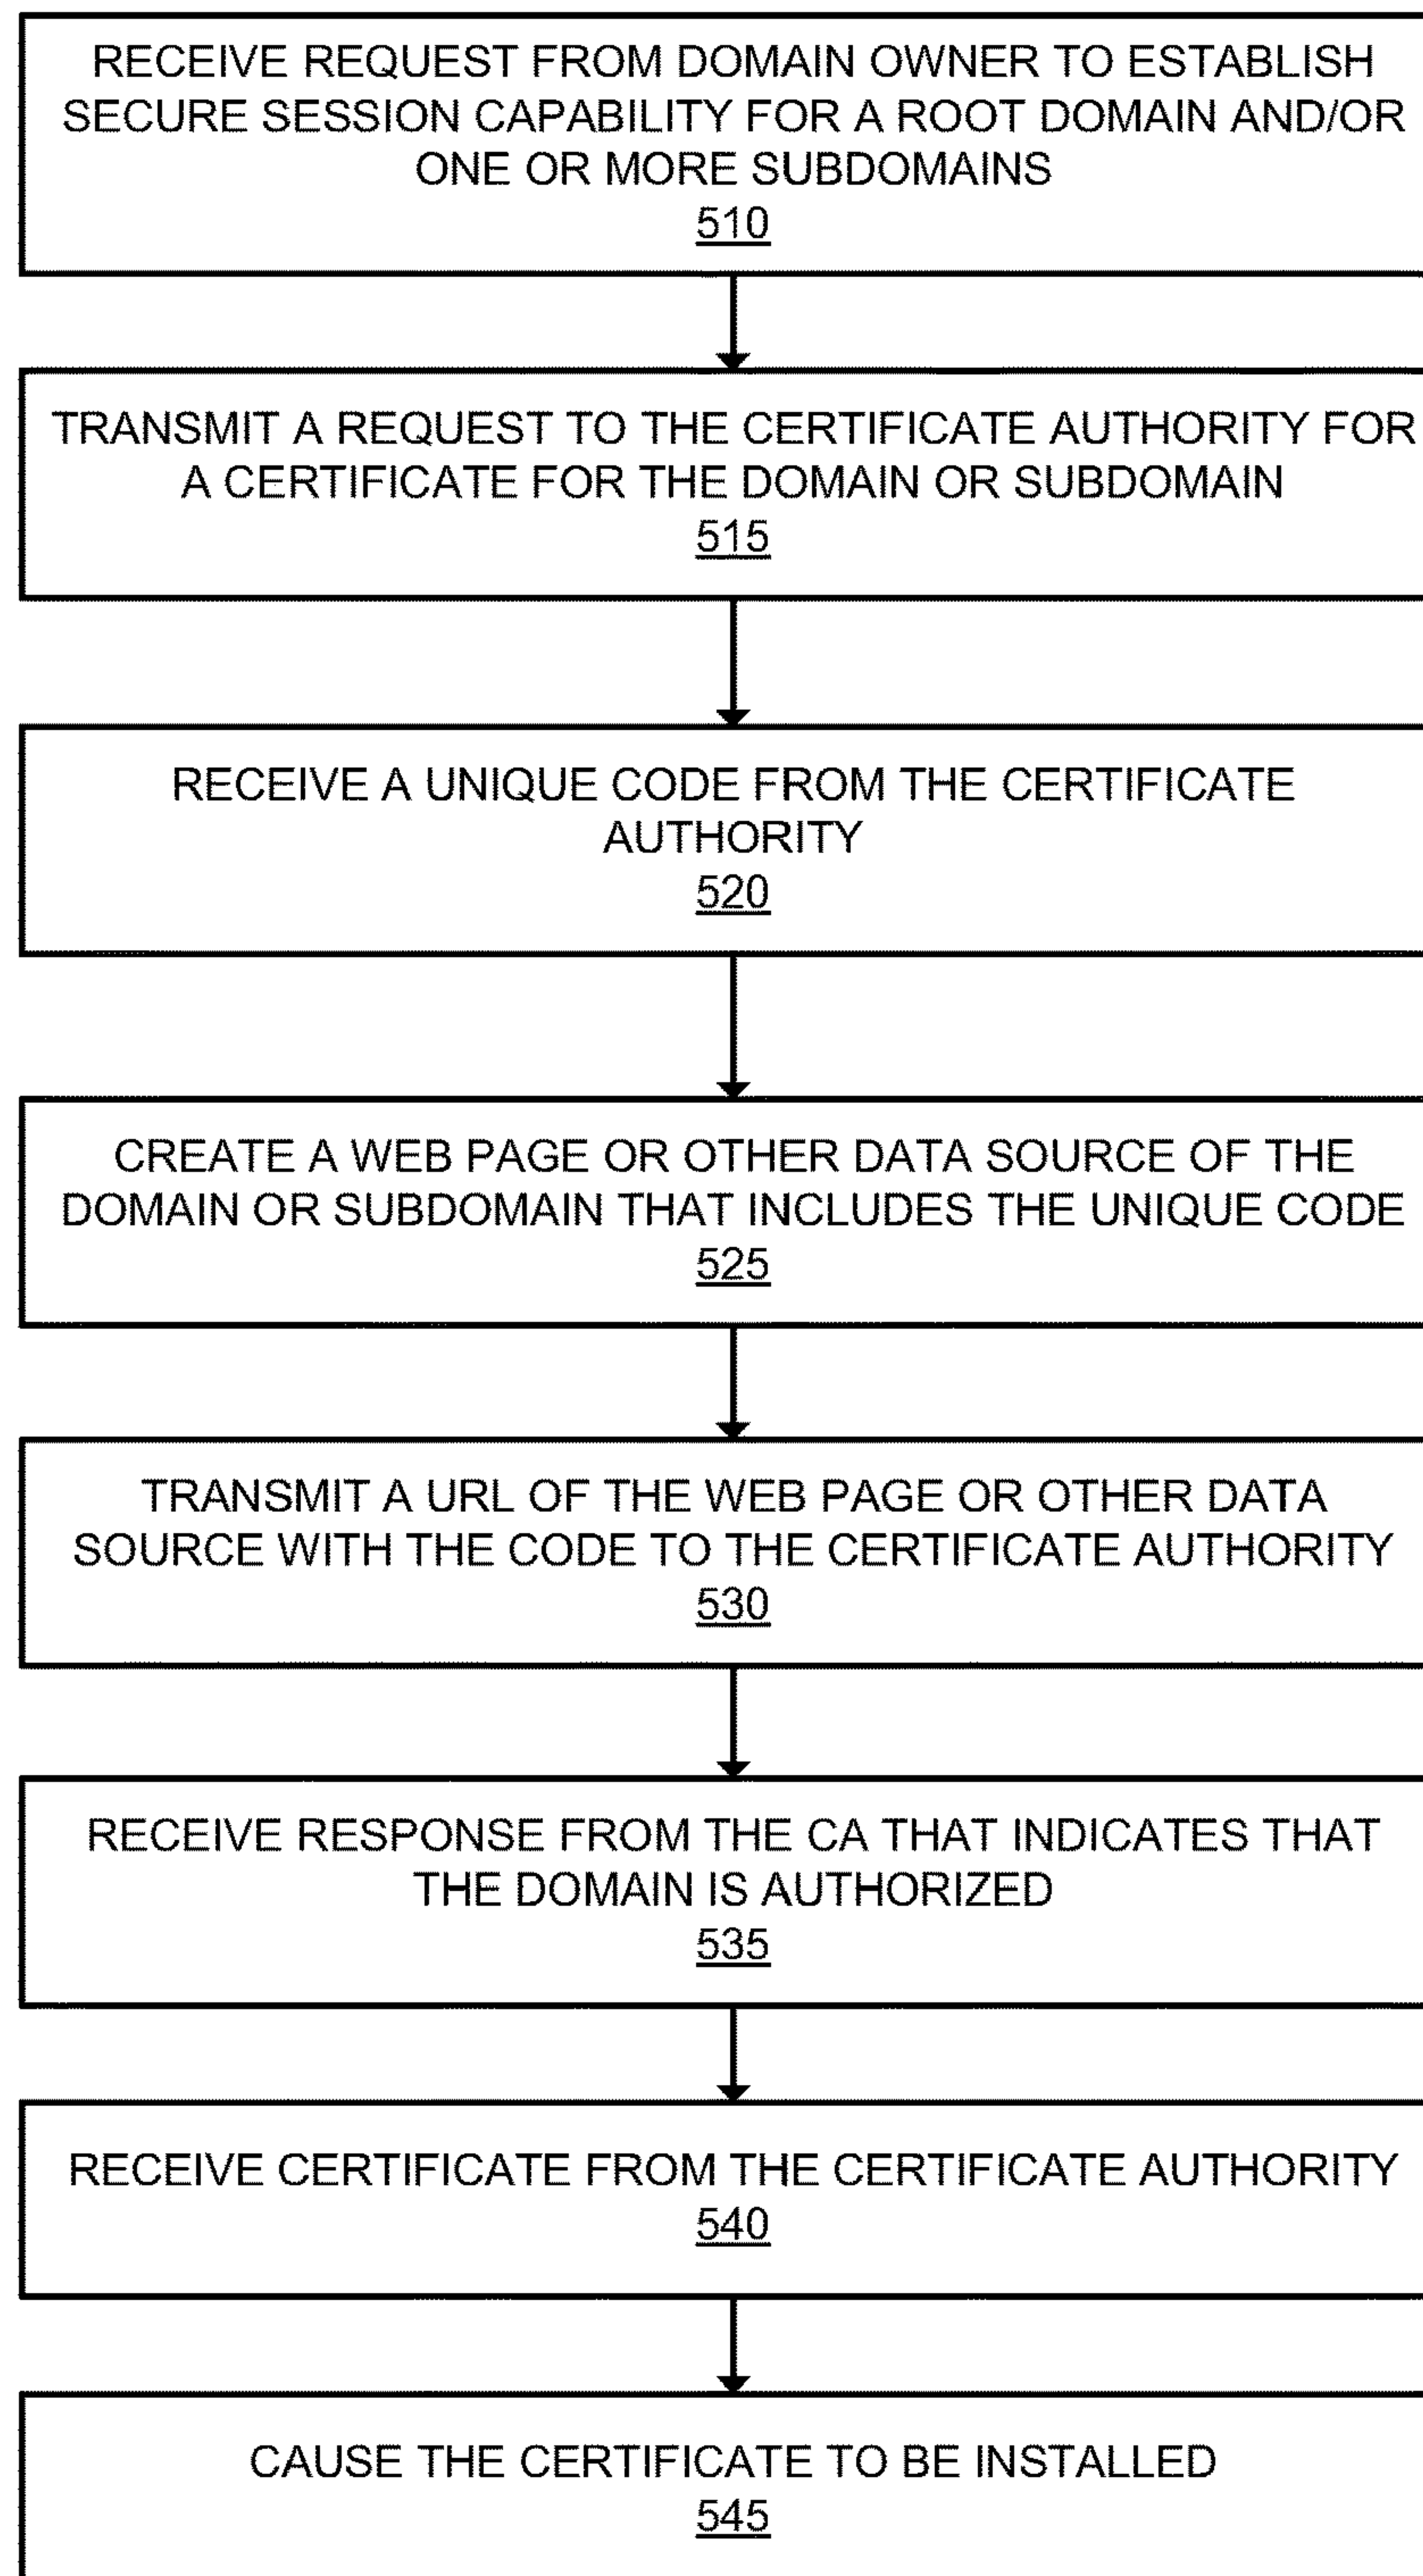 RECEIVE REQUEST FROM DOMAIN OWNER TO ESTABLISH
SECURE SESSION CAPABILITY FOR A ROOT DOMAIN AND/OR
ONE OR MORE SUBDOMAINS
510
TRANSMIT A REQUEST TO THE CERTIFICATE AUTHORITY FOR
A CERTIFICATE FOR THE DOMAIN OR SUBDOMAIN
515
RECEIVE A UNIQUE CODE FROM THE CERTIFICATE
AUTHORITY
520
CREATE A WEB PAGE OR OTHER DATA SOURCE OF THE
DOMAIN OR SUBDOMAIN THAT INCLUDES THE UNIQUE CODE
525
TRANSMIT A URL OF THE WEB PAGE OR OTHER DATA
SOURCE WITH THE CODE TO THE CERTIFICATE AUTHORITY
530
RECEIVE RESPONSE FROM THE CA THAT INDICATES THAT
THE DOMAIN IS AUTHORIZED
535
RECEIVE CERTIFICATE FROM THE CERTIFICATE AUTHORITY
540
CAUSE THE CERTIFICATE TO BE INSTALLED
545